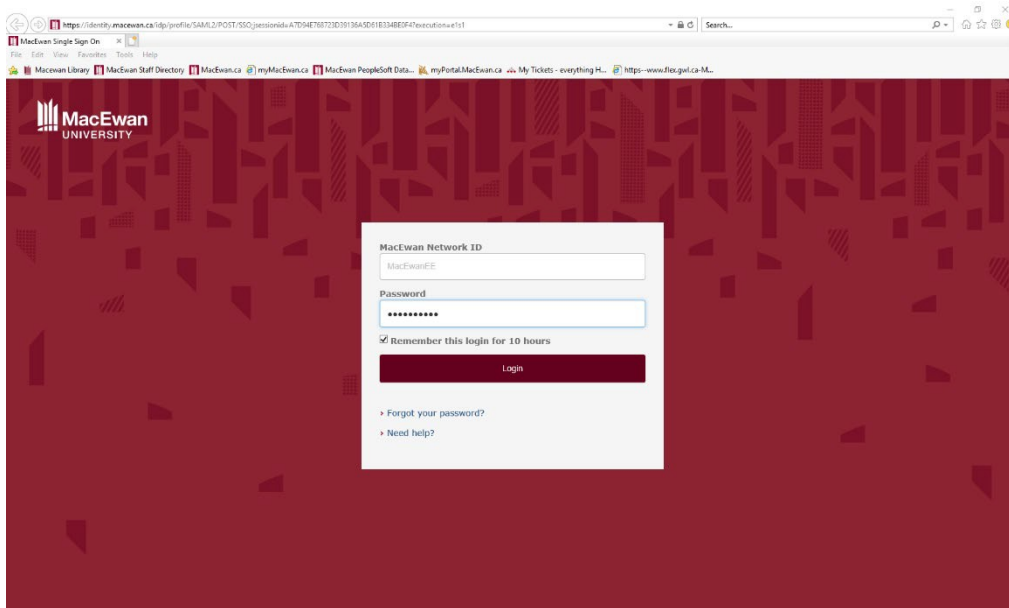 https://identity.macewan.ca/idp/profile/SAML2/POST/SSO;jsessionid=A7D94E768723D39136A5D61B334BE0F4?execution=e1s1
Search...
MacEwan Single Sign On
File Edit View Favorites Tools Help
Macewan Library MacEwan Staff Directory MacEwan.ca myMacEwan.ca MacEwan PeopleSoft Data... myPortal.MacEwan.ca My Tickets - everything H... https--www.flex.gwl.ca-M...
MacEwan
UNIVERSITY
MacEwan Network ID
MacEwanEE
Password
••••••••••
Remember this login for 10 hours
Login
Forgot your password?
Need help?